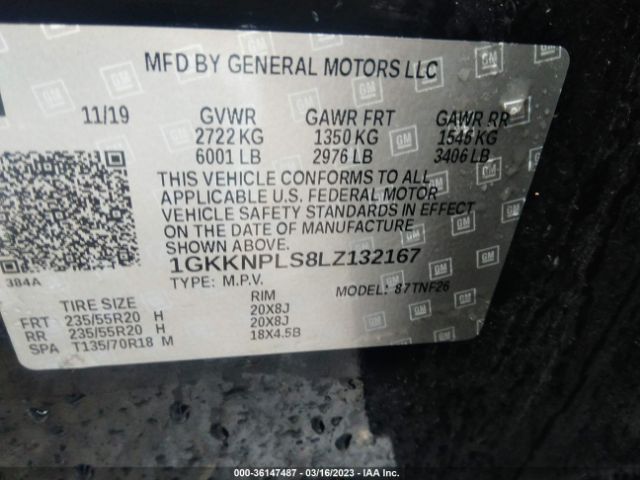 MFD BY GENERAL MOTORS LLC
11/19 GVWR GAWR FRT GAWR RR
2722 KG 1350 KG 1546 KG
6001 LB 2976 LB 3406 LB
THIS VEHICLE CONFORMS TO ALL
APPLICABLE U.S. FEDERAL MOTOR
VEHICLE SAFETY STANDARDS IN EFFECT
ON THE DATE OF MANUFACTURE
SHOWN ABOVE.
1GKKNPLS8LZ132167
384A
TYPE: M.P.V. MODEL: 87TNF26
TIRE SIZE RIM
FRT 235/55R20 H 20X8J
RR 235/55R20 H 20X8J
SPA T135/70R18 M 18X4.5B
GM
000-36147487 - 03/16/2023 - IAA Inc.